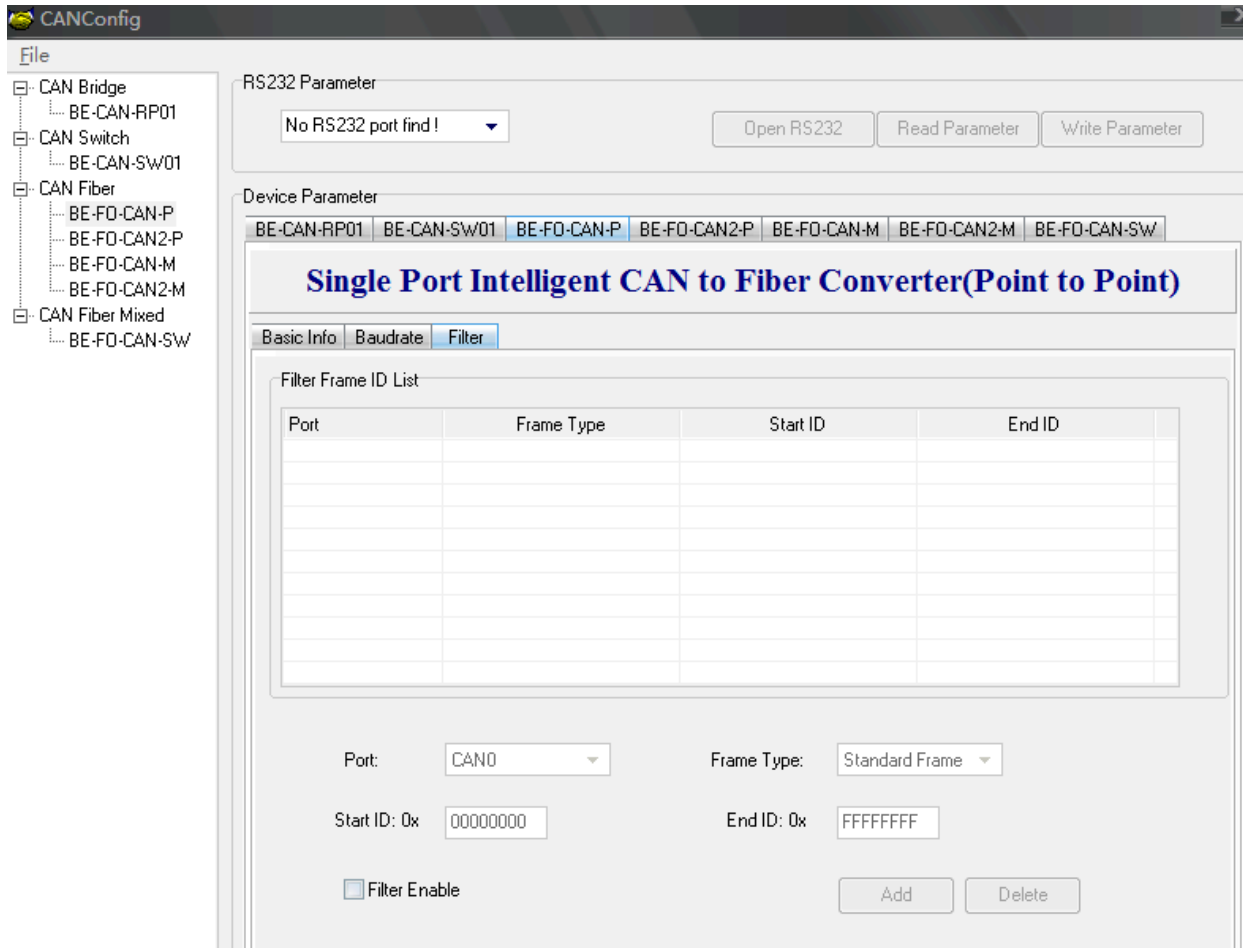 CANConfig
File
CAN Bridge
BE-CAN-RP01
CAN Switch
BE-CAN-SW01
CAN Fiber
BE-FO-CAN-P
BE-FO-CAN2-P
BE-FO-CAN-M
BE-FO-CAN2-M
CAN Fiber Mixed
BE-FO-CAN-SW
RS232 Parameter
No RS232 port find ! Open RS232 Read Parameter Write Parameter
Device Parameter
BE-CAN-RP01 BE-CAN-SW01 BE-FO-CAN-P BE-FO-CAN2-P BE-FO-CAN-M BE-FO-CAN2-M BE-FO-CAN-SW
Single Port Intelligent CAN to Fiber Converter(Point to Point)
Basic Info Baudrate Filter
Filter Frame ID List
Port Frame Type Start ID End ID
Port: CAN0 Frame Type: Standard Frame
Start ID: 0x 00000000 End ID: 0x FFFFFFFF
Filter Enable Add Delete